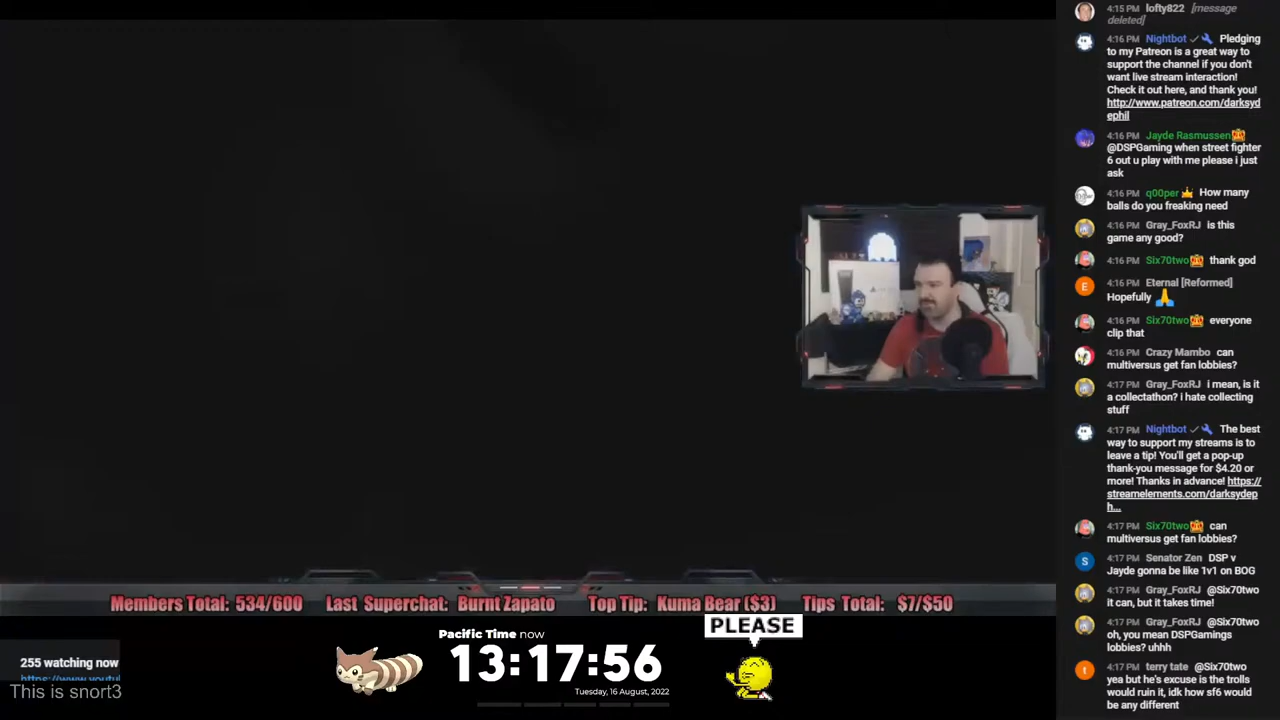 4:15 PM lofty822 [message
deleted]
4:16 PM Nightbot Pledging
to my Patreon is a great way to
support the channel if you don't
want live stream interaction!
Check it out here, and thank you!
http://www.patreon.com/darksyd
ephil
4:16 PM Jayde Rasmussen
@DSPGaming when street fighter
6 out u play with me please i just
ask
4:16 PM q00per How many
balls do you freaking need
4:16 PM Gray_FoxRJ is this
game any good?
4:16 PM Six70two thank god
4:16 PM Eternal [Reformed]
Hopefully
4:16 PM Six70two everyone
clip that
4:16 PM Crazy Mambo can
multiversus get fan lobbies?
4:17 PM Gray_FoxRJ i mean, is it
a collectathon? i hate collecting
stuff
4:17 PM Nightbot The best
way to support my streams is to
leave a tip! You'll get a pop-up
thank-you message for $4.20 or
more! Thanks in advance! https://
streamelements.com/darksydep
h...
4:17 PM Six70two can
multiversus get fan lobbies?
4:17 PM Senator Zen DSP v
Jayde gonna be like 1v1 on BOG
4:17 PM Gray_FoxRJ @Six70two
it can, but it takes time!
4:17 PM Gray_FoxRJ @Six70two
oh, you mean DSPGamings
lobbies? uhhh
4:17 PM terry tate @Six70two
yea but he's excuse is the trolls
would ruin it, idk how sf6 would
be any different
Members Total: 534/600 Last Superchat: Burnt Zapato Top Tip: Kuma Bear ($3) Tips Total: $7/$50
PLEASE
Pacific Time now
13:17:56
Tuesday, 16 August, 2022
255 watching now
https://www.youtu
This is snort3